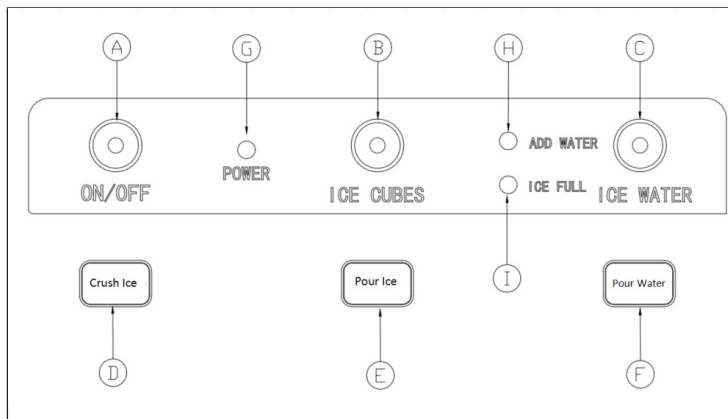 A G B H C
ADD WATER
POWER ICE FULL
ON/OFF ICE CUBES ICE WATER
Crush Ice Pour Ice Pour Water
I
D E F